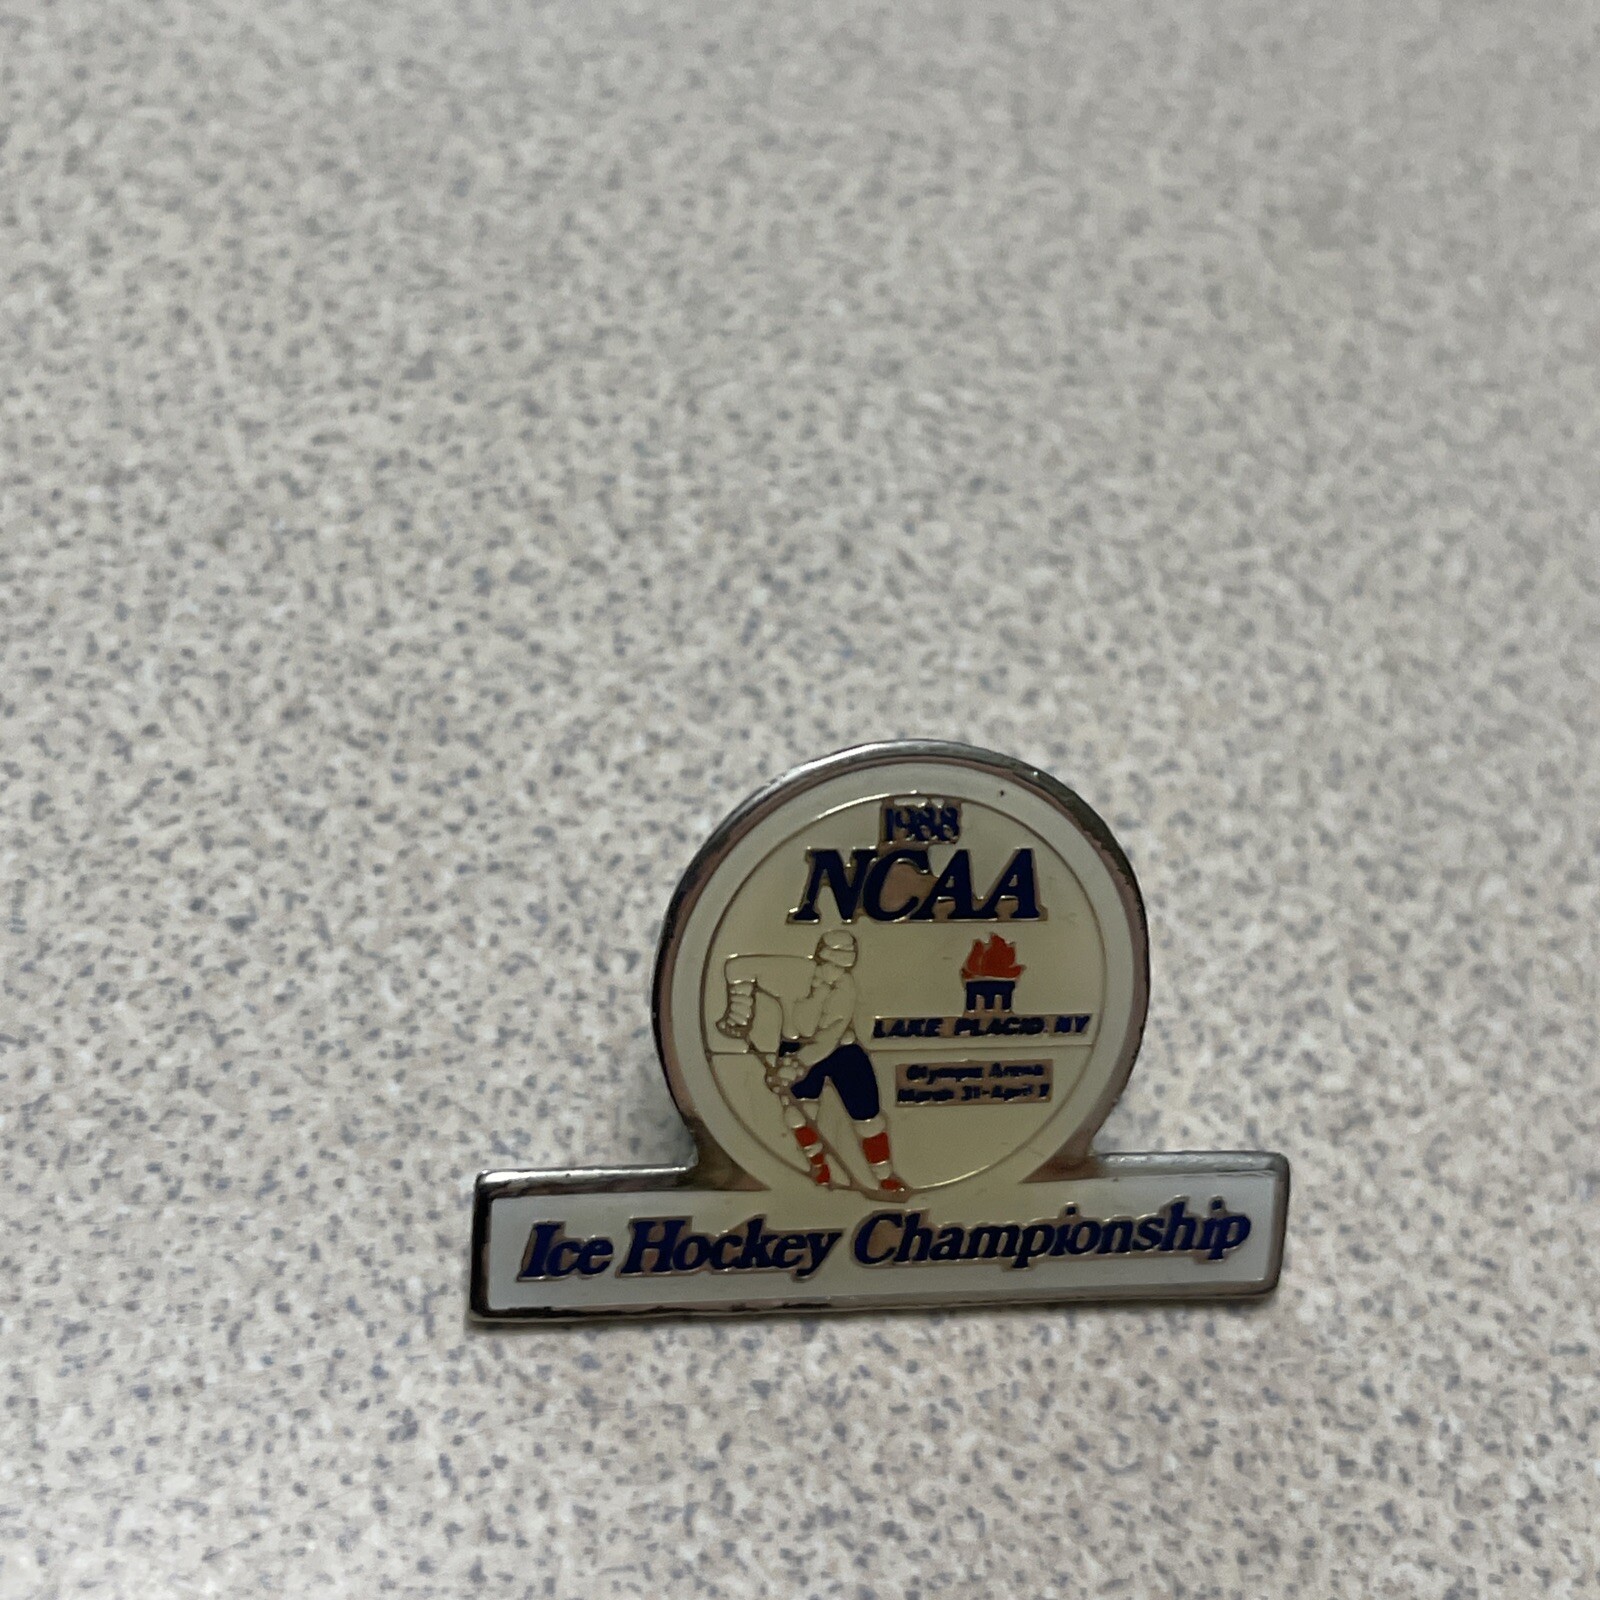 1988
NCAA
LAKE PLACID, NY
Olympic Arena
March 31-April 2
Ice Hockey Championship